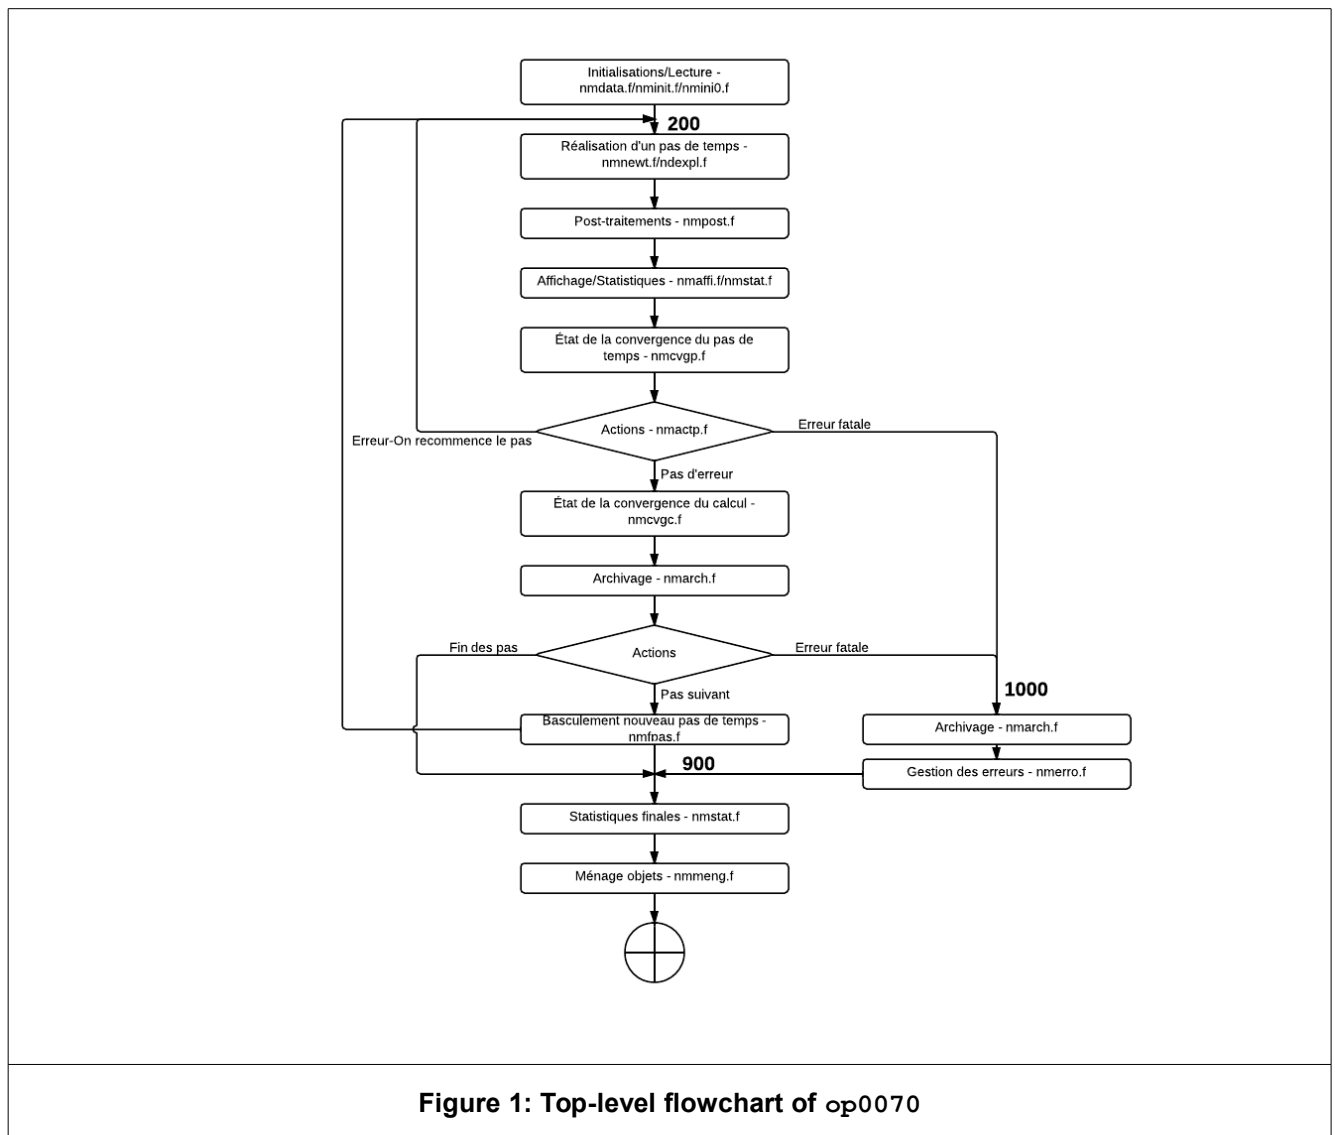 Initialisations/Lecture -
nmdata.f/nminit.f/nmini0.f
200
Réalisation d'un pas de temps -
nmnewt.f/ndexpl.f
Post-traitements - nmpost.f
Affichage/Statistiques - nmaffi.f/nmstat.f
État de la convergence du pas de
temps - nmcvgp.f
Actions - nmactp.f
Erreur fatale
Erreur-On recommence le pas
Pas d'erreur
État de la convergence du calcul -
nmcvgc.f
Archivage - nmarch.f
Fin des pas
Actions
Erreur fatale
Pas suivant
1000
Basculement nouveau pas de temps -
nmfpas.f
Archivage - nmarch.f
900
Gestion des erreurs - nmerro.f
Statistiques finales - nmstat.f
Ménage objets - nmmeng.f
Figure 1: Top-level flowchart of op0070